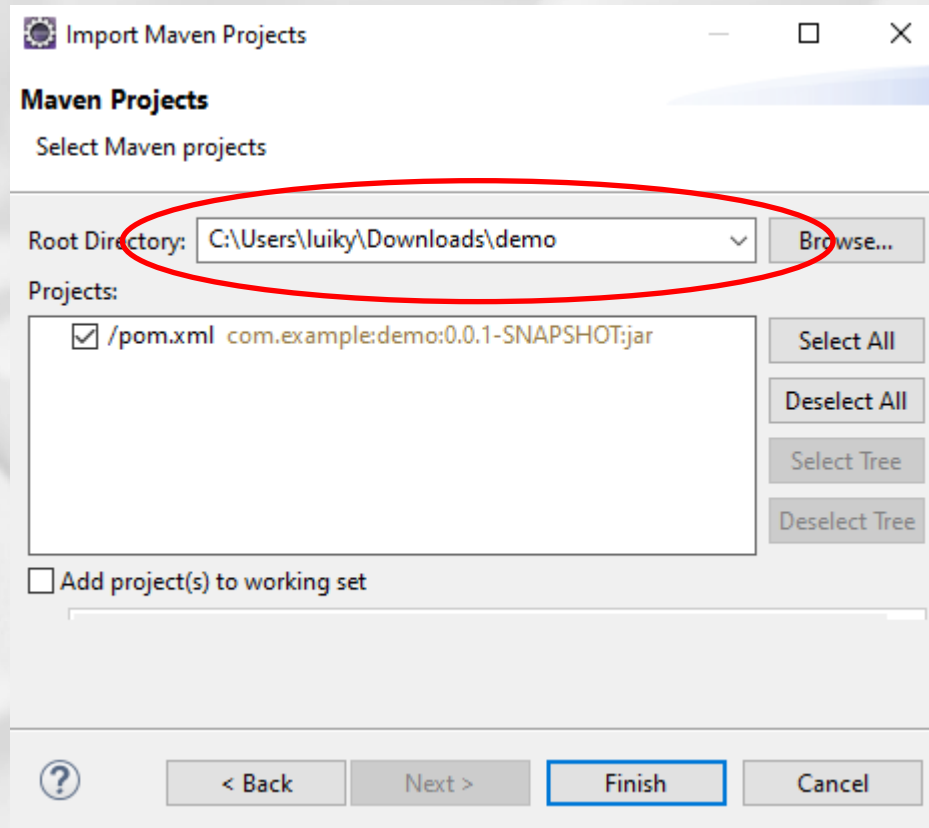 Import Maven Projects
Maven Projects
Select Maven projects
Root Directory: C:\Users\luiky\Downloads\demo Browse...
Projects:
/pom.xml com.example:demo:0.0.1-SNAPSHOT:jar
Select All
Deselect All
Select Tree
Deselect Tree
Add project(s) to working set
? < Back Next > Finish Cancel